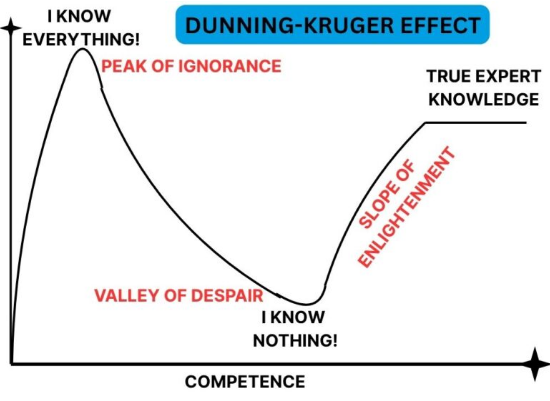 DUNNING-KRUGER EFFECT
I KNOW
EVERYTHING!
PEAK OF IGNORANCE
TRUE EXPERT
KNOWLEDGE
SLOPE OF
ENLIGHTENMENT
VALLEY OF DESPAIR
I KNOW
NOTHING!
COMPETENCE